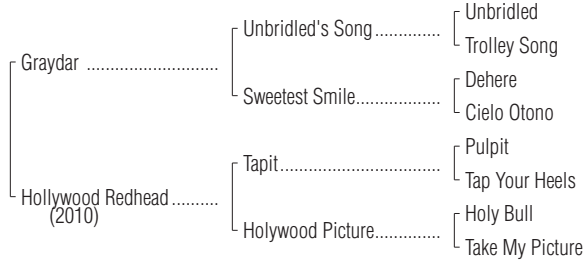 Unbridled
Unbridled's Song..............
Trolley Song
Graydar ............................
Dehere
Sweetest Smile..................
Cielo Otono
Pulpit
Tapit..................................
Tap Your Heels
Hollywood Redhead ..........
(2010)
Holy Bull
Holywood Picture..............
Take My Picture